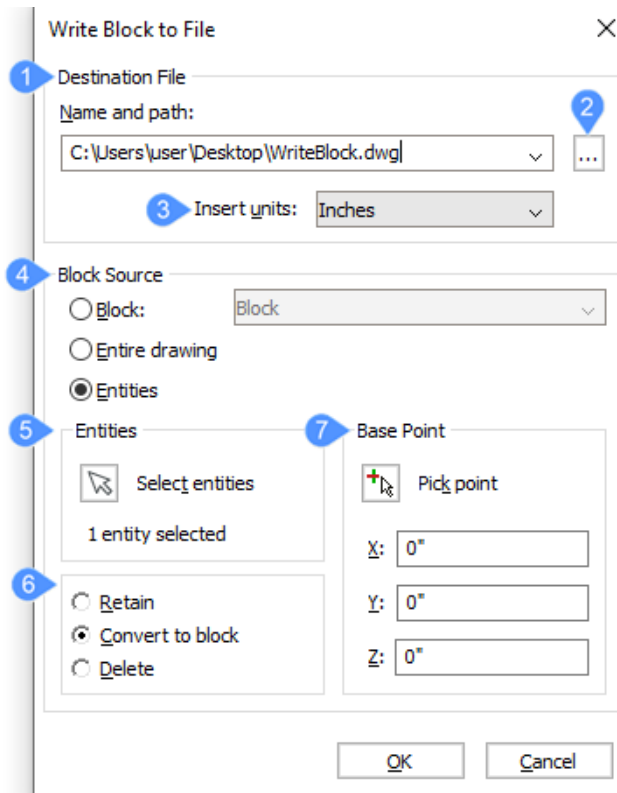 Write Block to File
1 Destination File
Name and path:
2
C:\Users\user\Desktop\WriteBlock.dwg
...
3 Insert units: Inches
4 Block Source
Block: Block
Entire drawing
Entities
5 Entities
Select entities
1 entity selected
6
Retain
Convert to block
Delete
7 Base Point
Pick point
X: 0"
Y: 0"
Z: 0"
OK Cancel